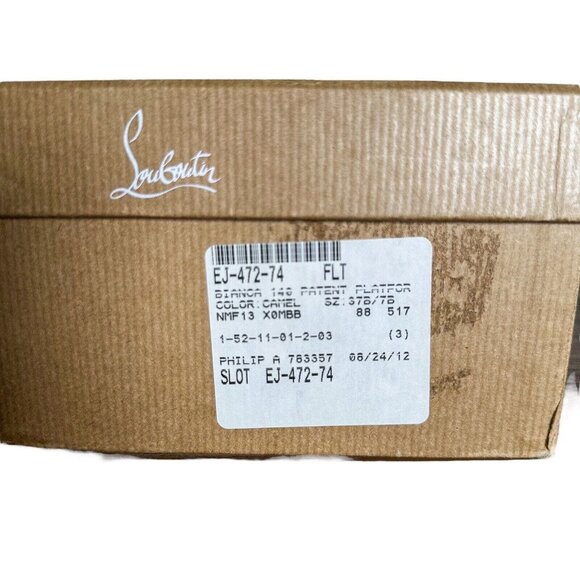 Louboutin
EJ-472-74 FLT
BIANCA 140 PATENT PLATFOR
COLOR:CAMEL SZ:37B/7B
NMF13 X0MBB 88 517
1-52-11-01-2-03 (3)
PHILIP A 783357 08/24/12
SLOT EJ-472-74